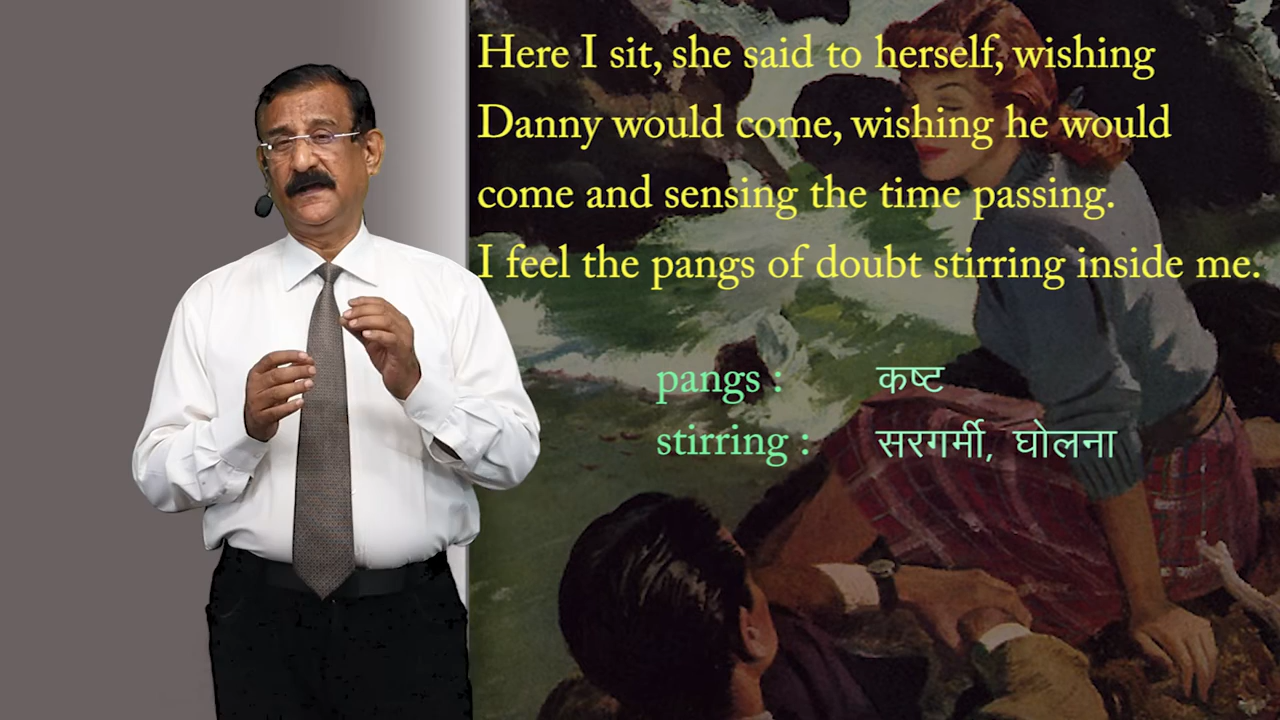 Here I sit, she said to herself, wishing
Danny would come, wishing he would
come and sensing the time passing.
I feel the pangs of doubt stirring inside me.
pangs : कष्ट
stirring : सरगर्मी, घोलना